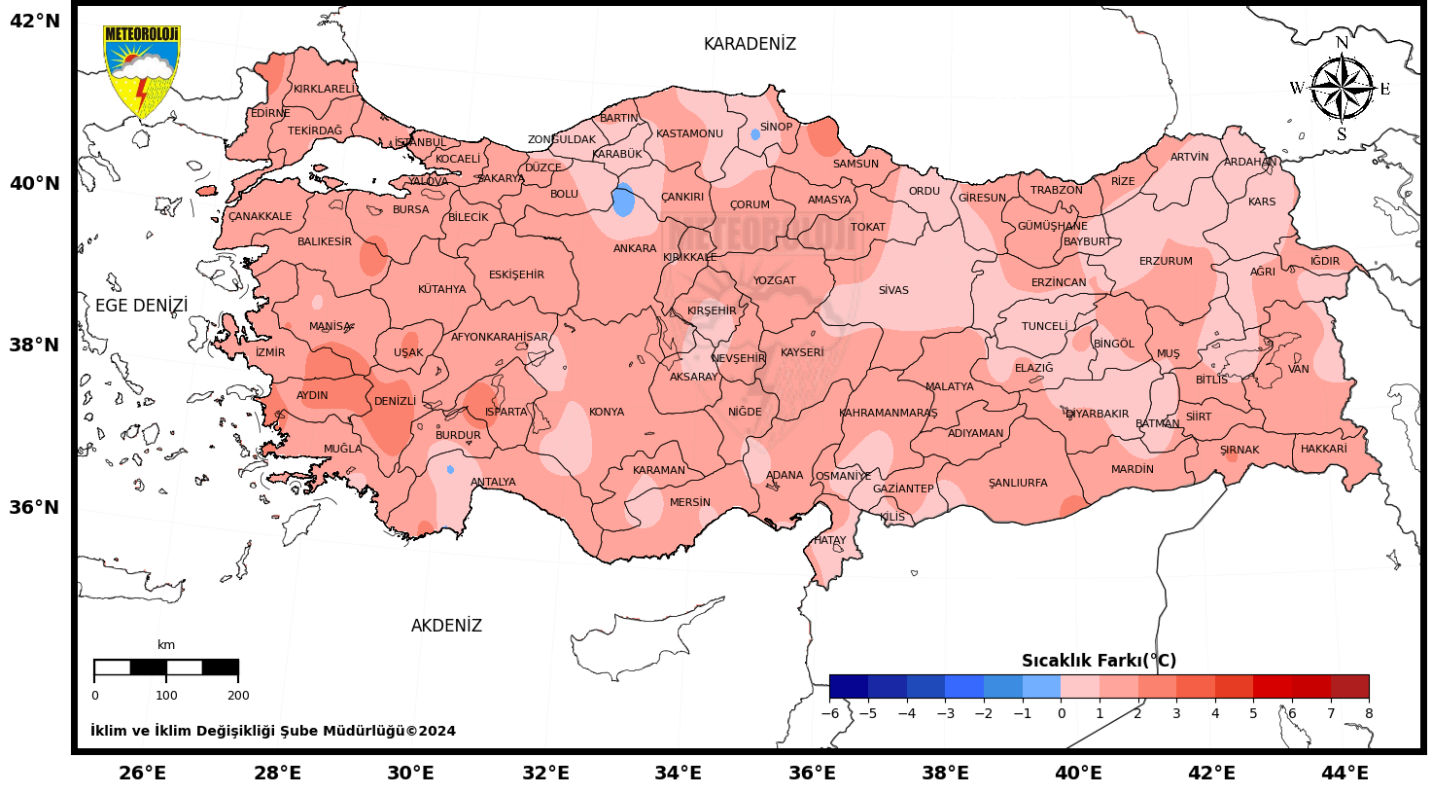 42°N
40°N
38°N
36°N
METEOROLOJİ
KARADENİZ
N
W
E
S
EGE DENİZİ
AKDENİZ
METEOROLOJİ
KIRKLARELİ
EDİRNE
TEKİRDAĞ
İSTANBUL
KOCAELİ
YALOVA
SAKARYA
DÜZCE
ZONGULDAK
BARTIN
KARABÜK
KASTAMONU
SİNOP
SAMSUN
ORDU
GİRESUN
TRABZON
RİZE
ARTVİN
ARDAHAN
KARS
ÇANAKKALE
BURSA
BİLECİK
BOLU
ÇANKIRI
ÇORUM
AMASYA
TOKAT
GÜMÜŞHANE
BAYBURT
BALIKESİR
ESKİŞEHİR
ANKARA
KIRIKKALE
YOZGAT
SİVAS
ERZİNCAN
ERZURUM
AĞRI
IĞDIR
KÜTAHYA
MANİSA
İZMİR
UŞAK
AFYONKARAHİSAR
KIRŞEHİR
NEVŞEHİR
KAYSERİ
AKSARAY
TUNCELİ
BİNGÖL
MUŞ
ELAZIĞ
BİTLİS
VAN
AYDIN
DENİZLİ
ISPARTA
BURDUR
KONYA
NİĞDE
KAHRAMANMARAŞ
MALATYA
ADIYAMAN
DİYARBAKIR
BATMAN
SİİRT
ŞIRNAK
HAKKARİ
MUĞLA
ANTALYA
KARAMAN
MERSİN
ADANA
OSMANİYE
GAZİANTEP
KİLİS
HATAY
ŞANLIURFA
MARDİN
km
0 100 200
Sıcaklık Farkı(°C)
−6 −5 −4 −3 −2 −1 0 1 2 3 4 5 6 7 8
İklim ve İklim Değişikliği Şube Müdürlüğü©2024
26°E 28°E 30°E 32°E 34°E 36°E 38°E 40°E 42°E 44°E